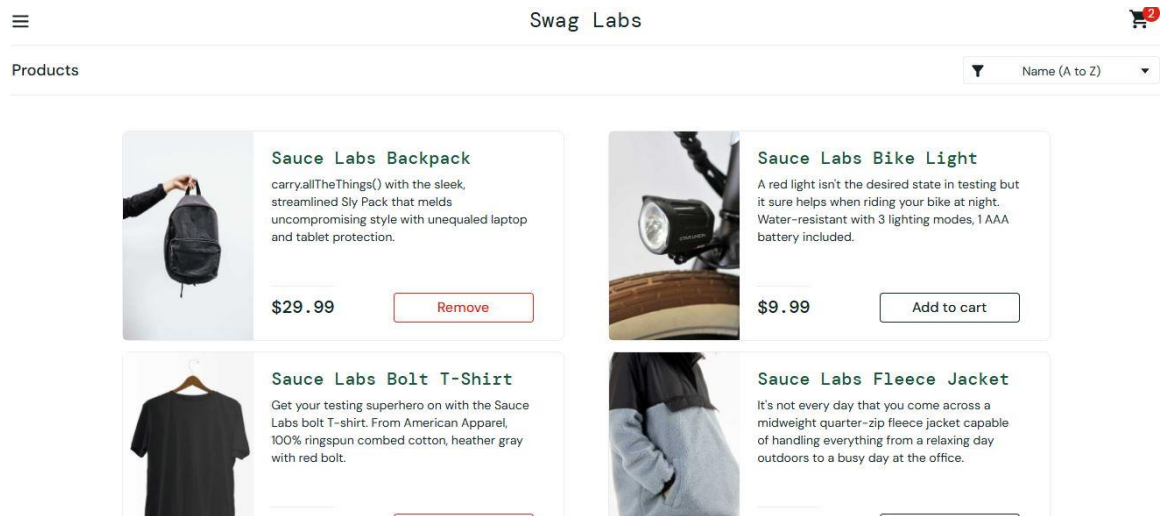 Swag Labs
2
Products
Name (A to Z)
Sauce Labs Backpack
carry.allTheThings() with the sleek,
streamlined Sly Pack that melds
uncompromising style with unequaled laptop
and tablet protection.
$29.99
Remove
Sauce Labs Bike Light
A red light isn't the desired state in testing but
it sure helps when riding your bike at night.
Water-resistant with 3 lighting modes, 1 AAA
battery included.
$9.99
Add to cart
Sauce Labs Bolt T-Shirt
Get your testing superhero on with the Sauce
Labs bolt T-shirt. From American Apparel,
100% ringspun combed cotton, heather gray
with red bolt.
Sauce Labs Fleece Jacket
It's not every day that you come across a
midweight quarter-zip fleece jacket capable
of handling everything from a relaxing day
outdoors to a busy day at the office.